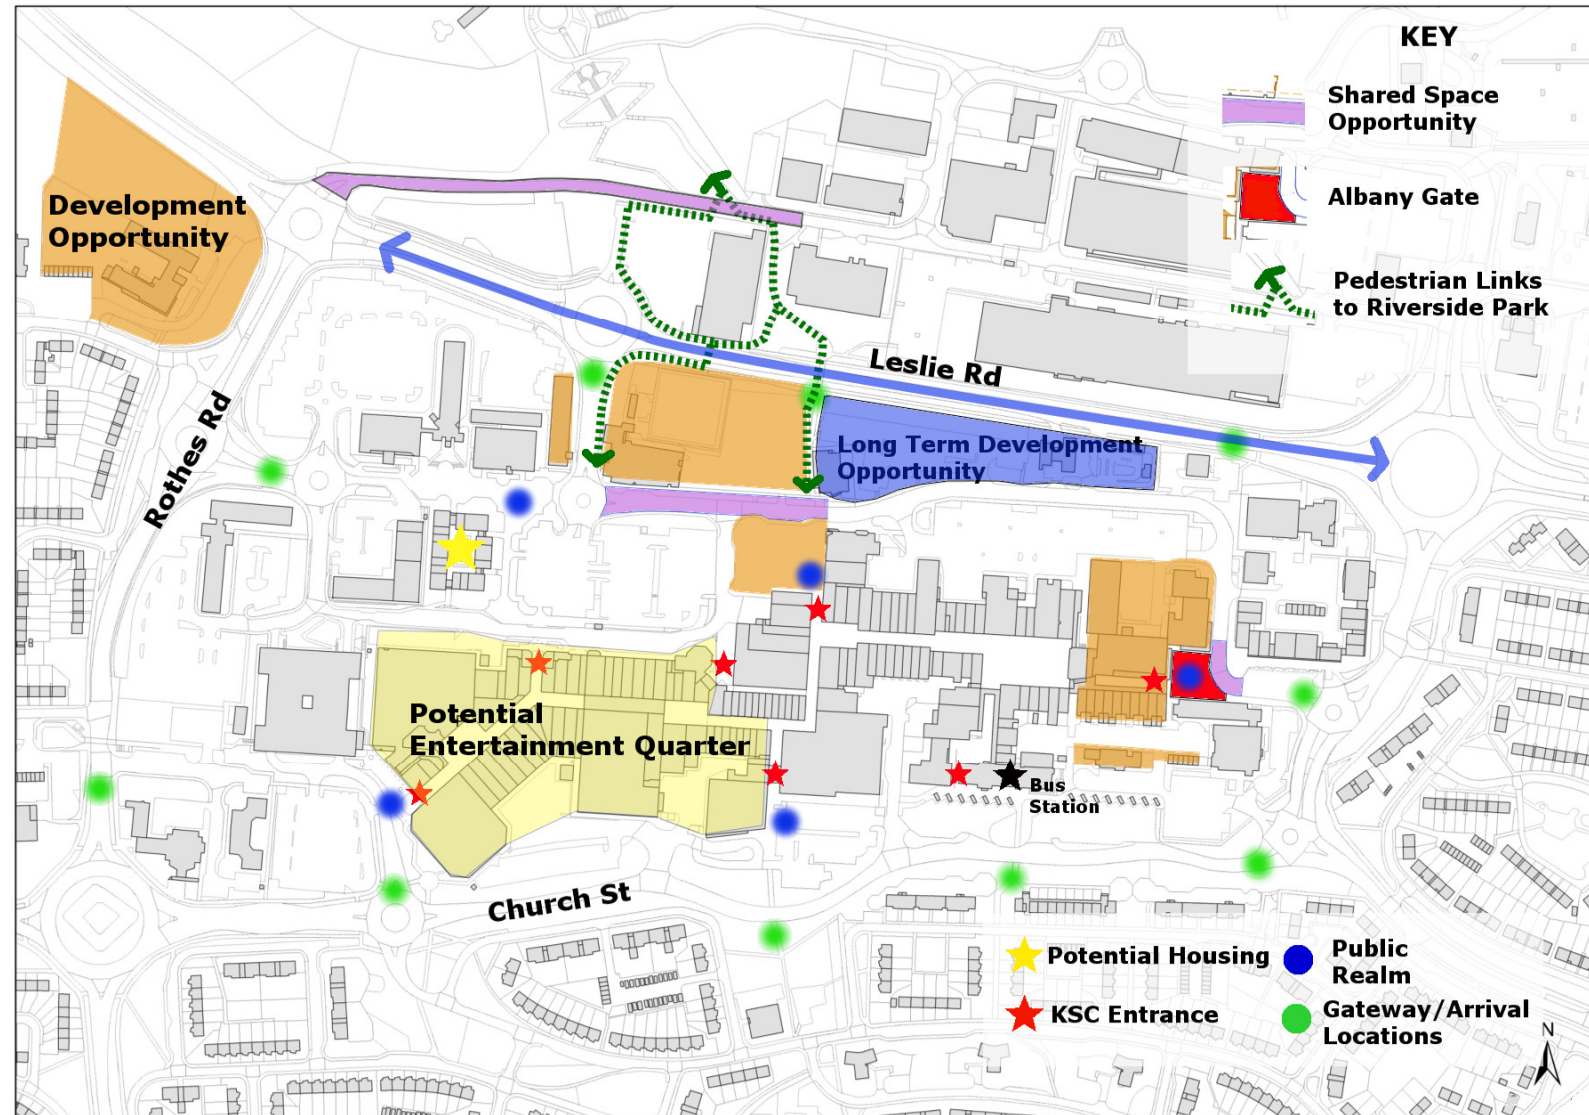 KEY
Shared Space
Opportunity
Albany Gate
Pedestrian Links
to Riverside Park
Development
Opportunity
Rothes Rd
Leslie Rd
Long Term Development
Opportunity
Potential
Entertainment Quarter
Bus
Station
Church St
Potential Housing
Public
Realm
KSC Entrance
Gateway/Arrival
Locations
N